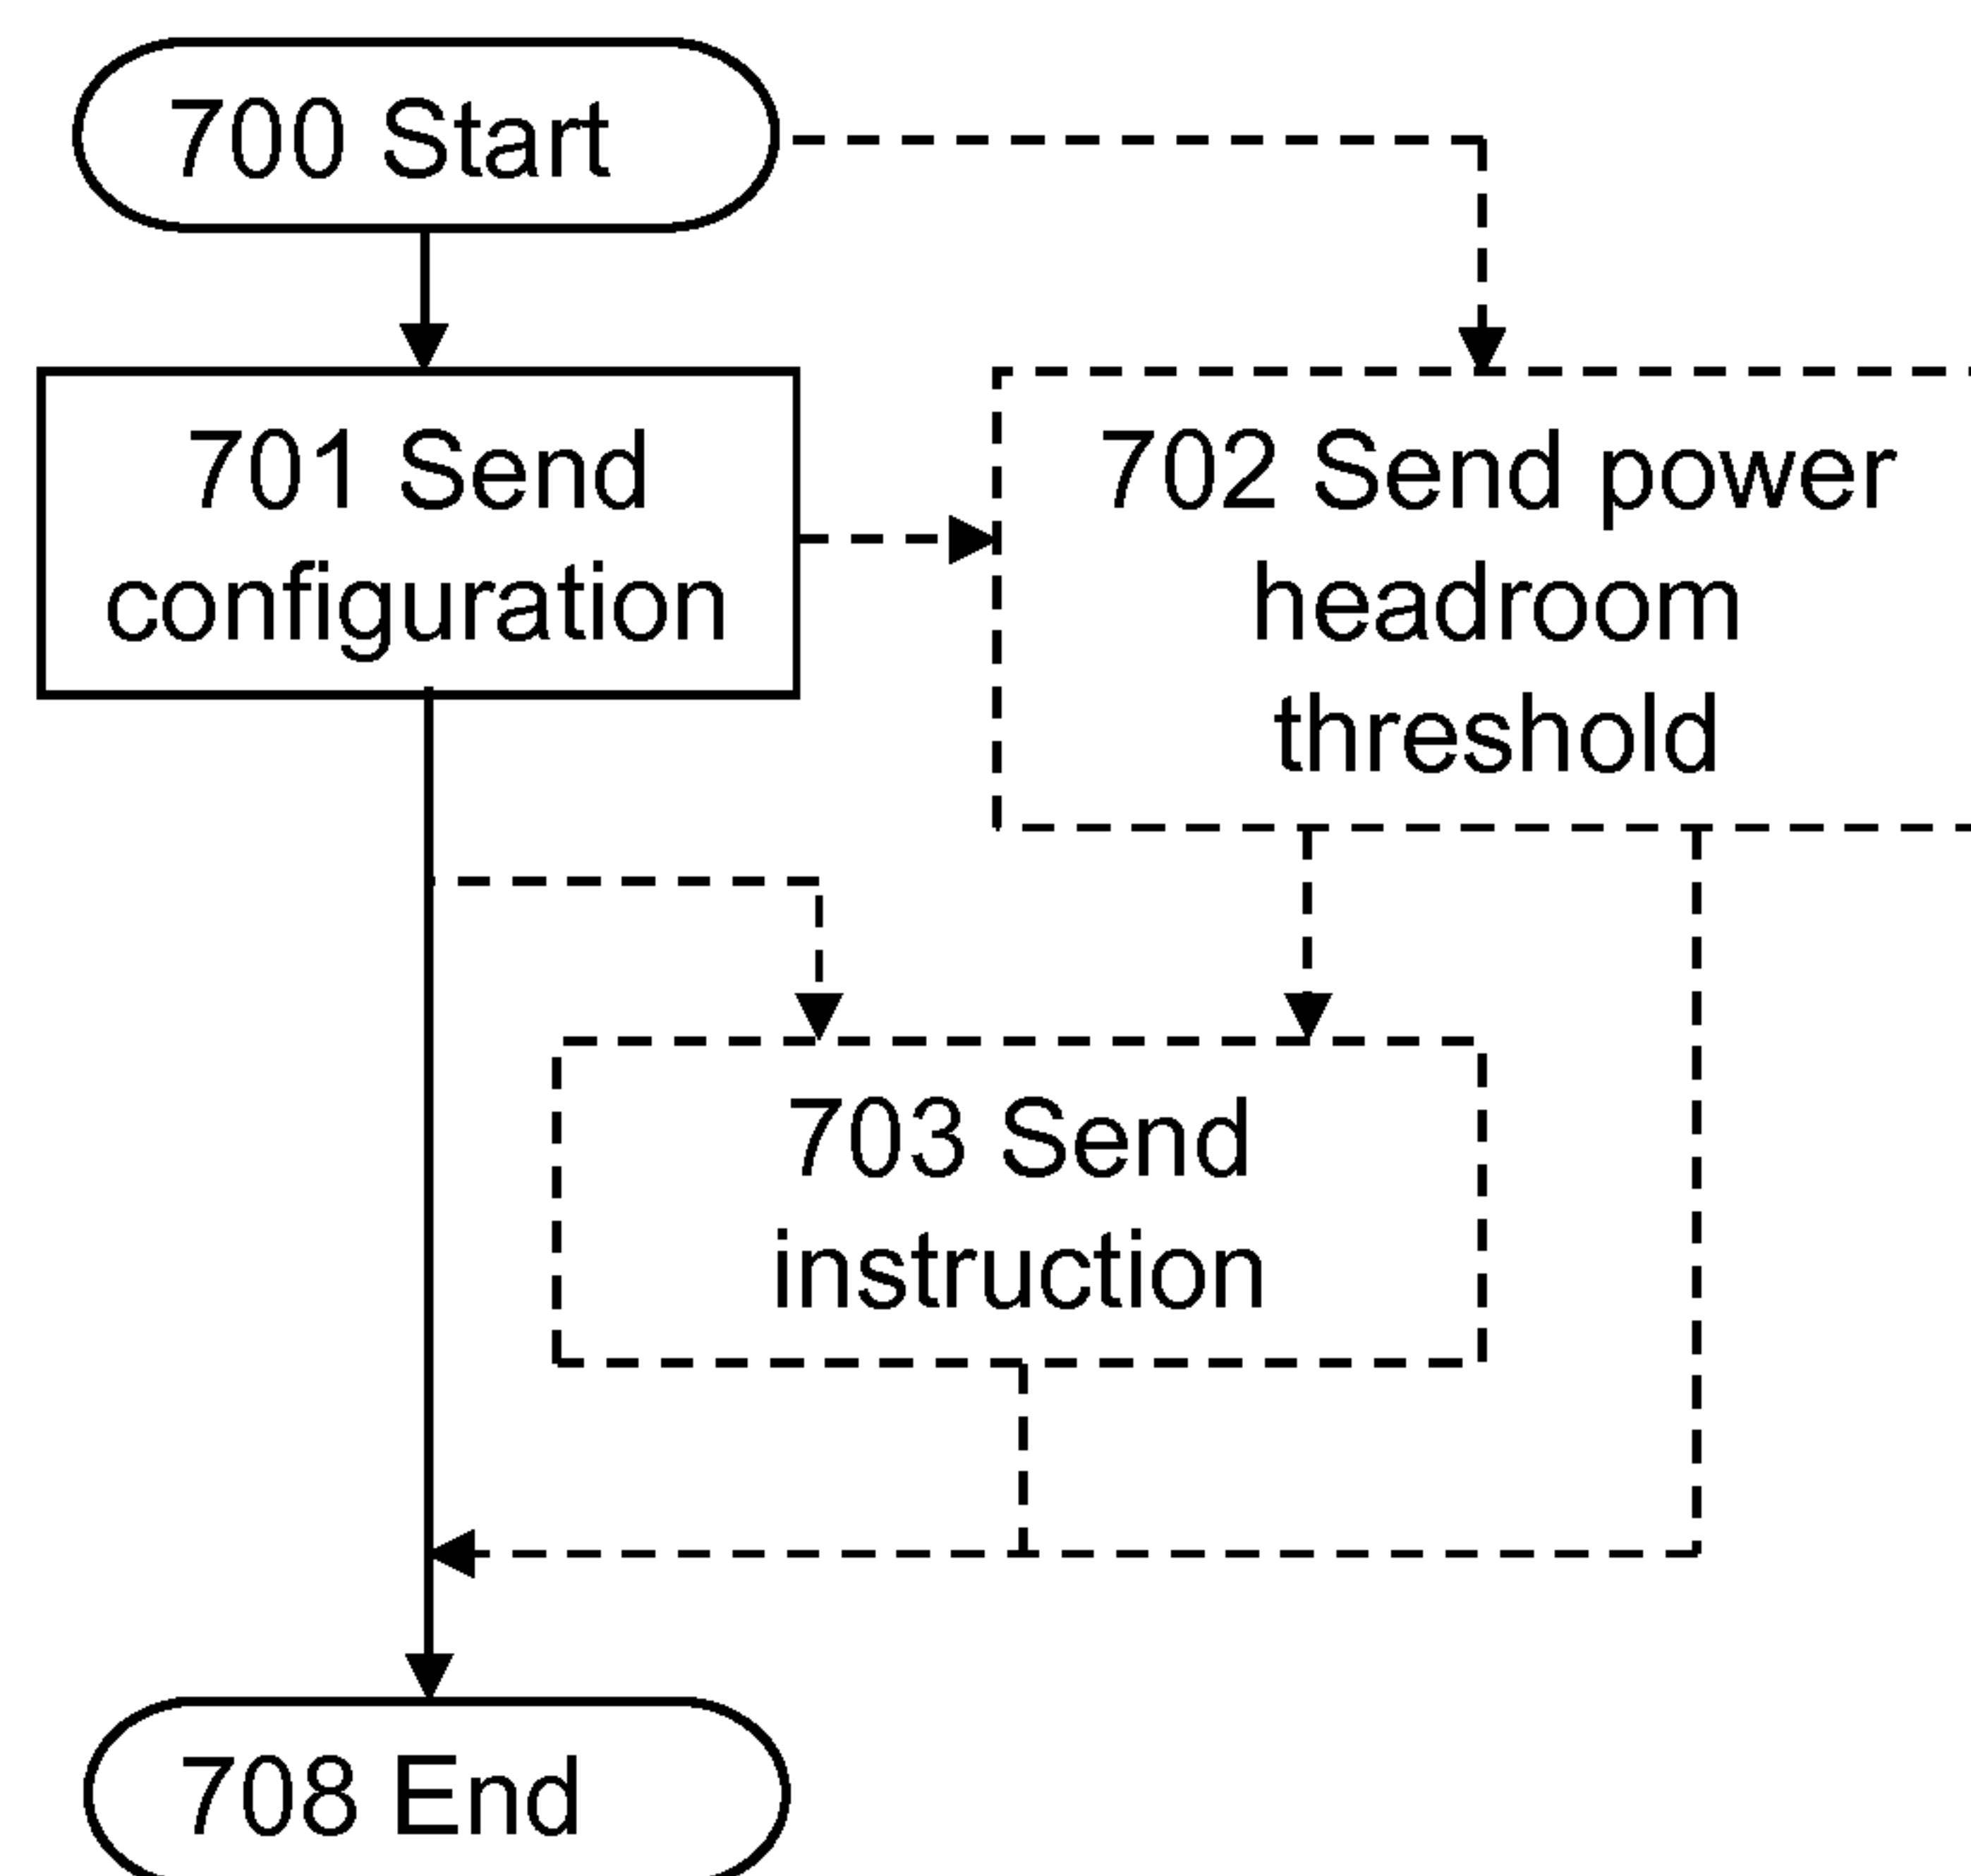 700 Start
701 Send
configuration
702 Send power
headroom
threshold
703 Send
instruction
708 End